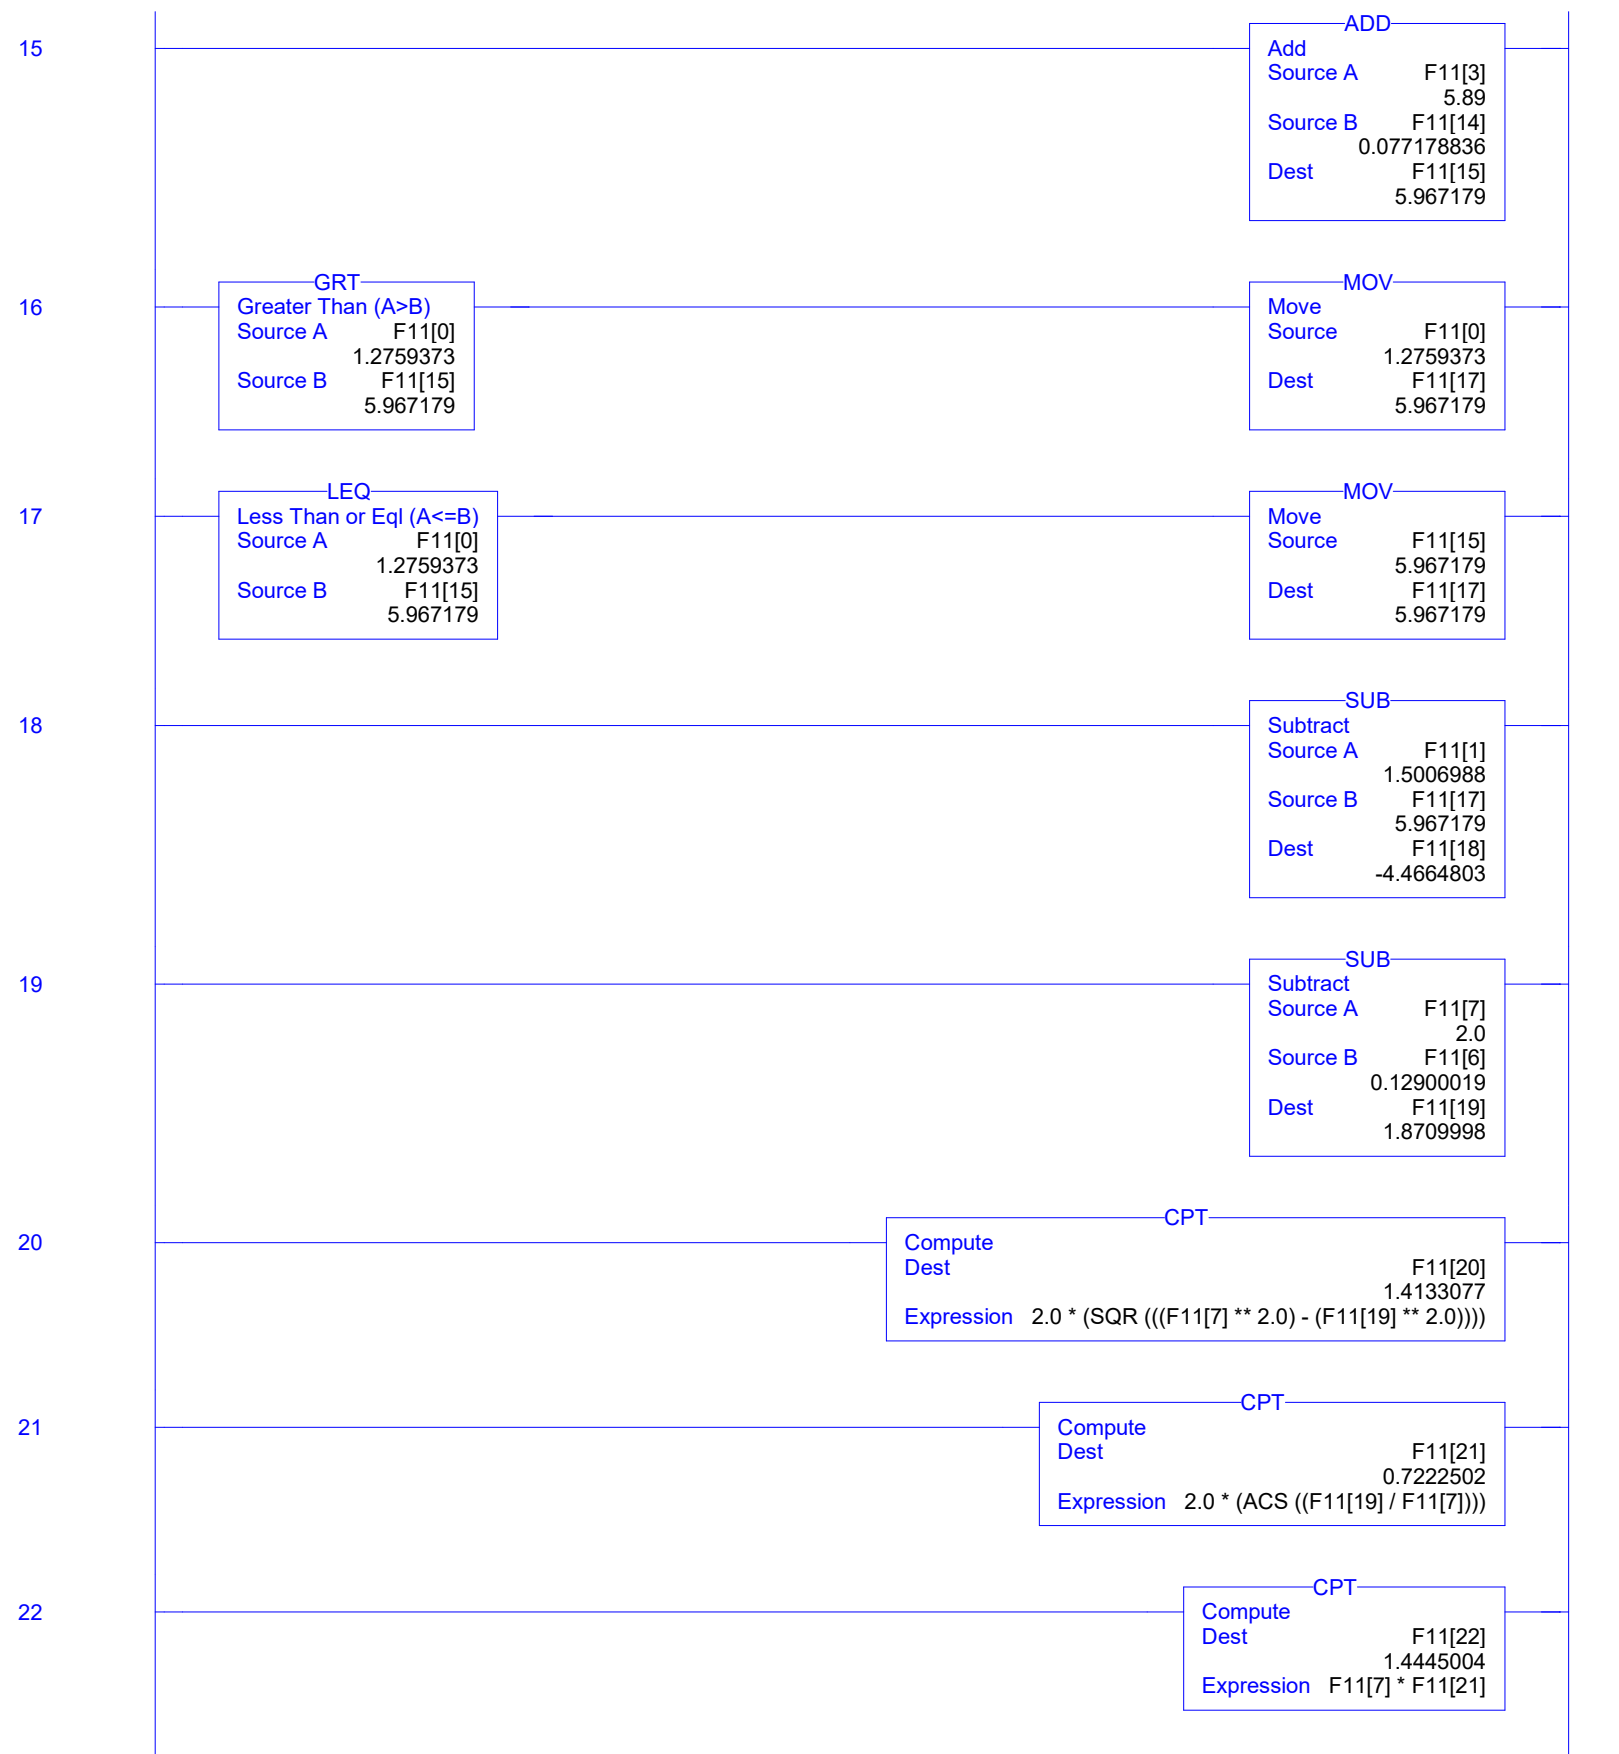 15
ADD
Add
Source A F11[3]
5.89
Source B F11[14]
0.077178836
Dest F11[15]
5.967179
16
GRT
Greater Than (A>B)
Source A F11[0]
1.2759373
Source B F11[15]
5.967179
MOV
Move
Source F11[0]
1.2759373
Dest F11[17]
5.967179
17
LEQ
Less Than or Eql (A<=B)
Source A F11[0]
1.2759373
Source B F11[15]
5.967179
MOV
Move
Source F11[15]
5.967179
Dest F11[17]
5.967179
18
SUB
Subtract
Source A F11[1]
1.5006988
Source B F11[17]
5.967179
Dest F11[18]
-4.4664803
19
SUB
Subtract
Source A F11[7]
2.0
Source B F11[6]
0.12900019
Dest F11[19]
1.8709998
20
CPT
Compute
Dest F11[20]
1.4133077
Expression 2.0 * (SQR (((F11[7] ** 2.0) - (F11[19] ** 2.0))))
21
CPT
Compute
Dest F11[21]
0.7222502
Expression 2.0 * (ACS ((F11[19] / F11[7])))
22
CPT
Compute
Dest F11[22]
1.4445004
Expression F11[7] * F11[21]